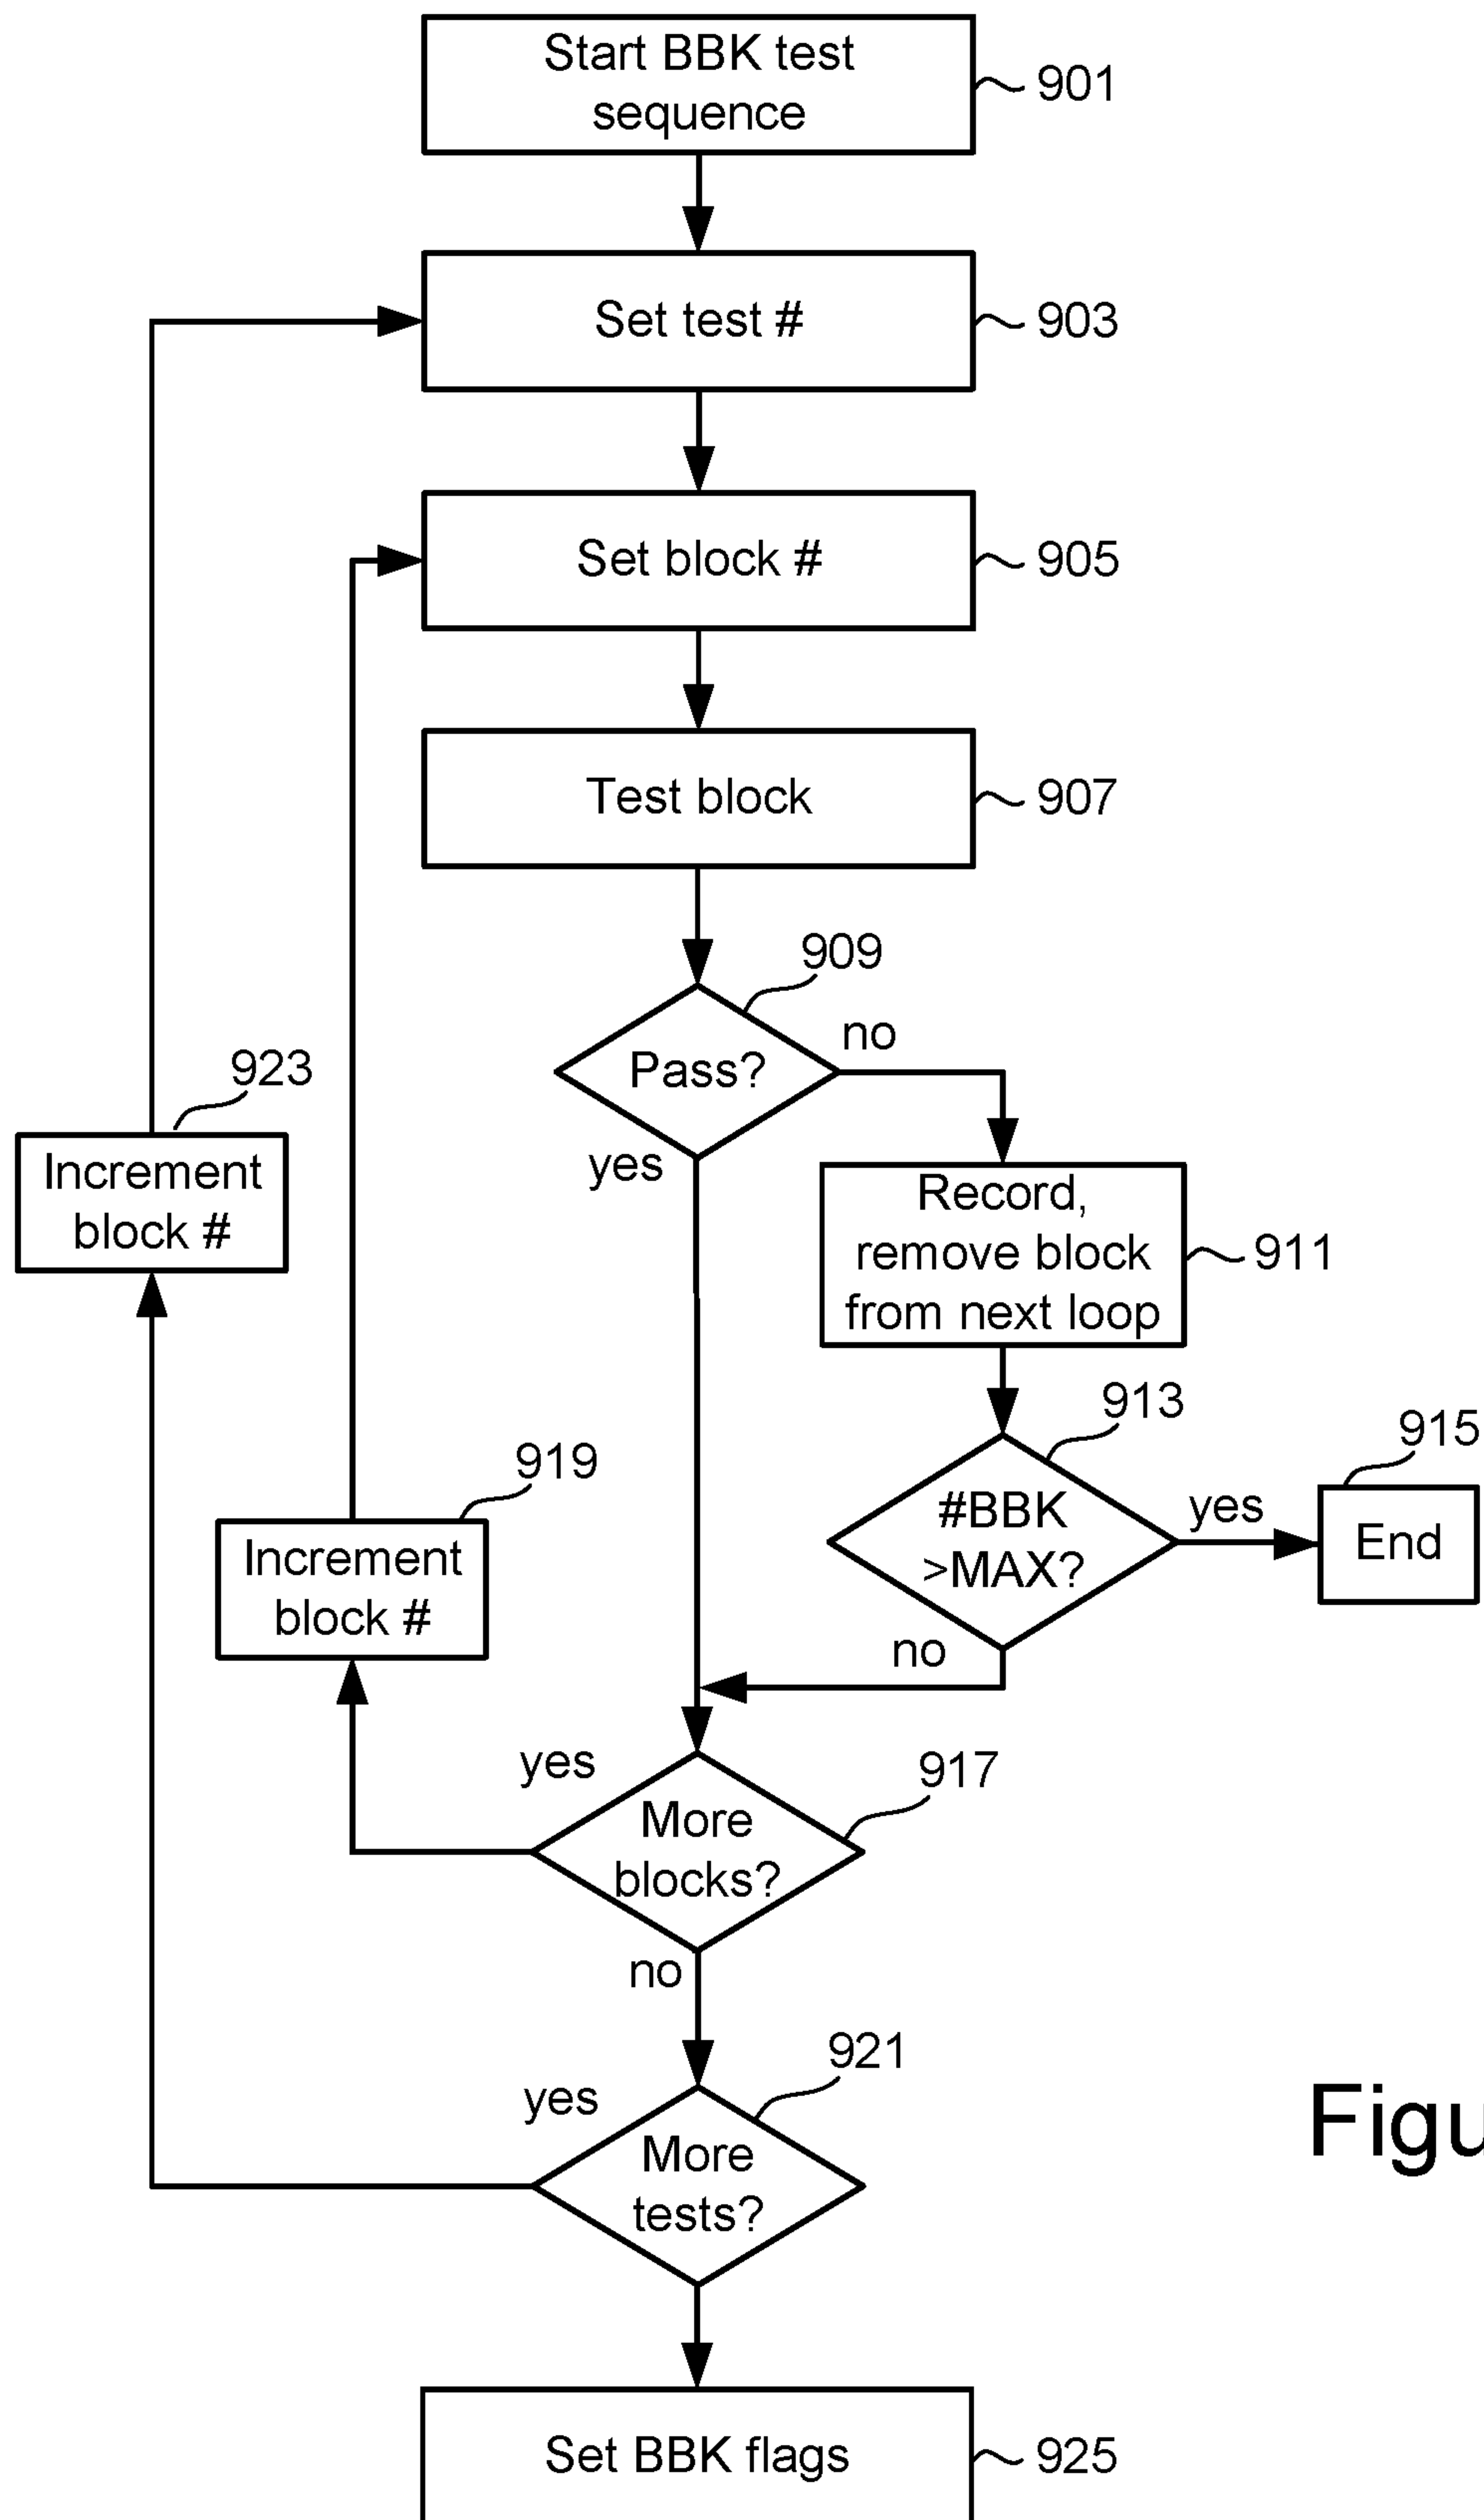 Start BBK test
sequence
901
Set test #
903
Set block #
905
Test block
907
909
Pass?
no
yes
923
Increment
block #
Record,
remove block
from next loop
911
913
915
#BBK
>MAX?
yes
End
no
919
Increment
block #
yes
917
More
blocks?
no
921
yes
More
tests?
Figu
Set BBK flags
925